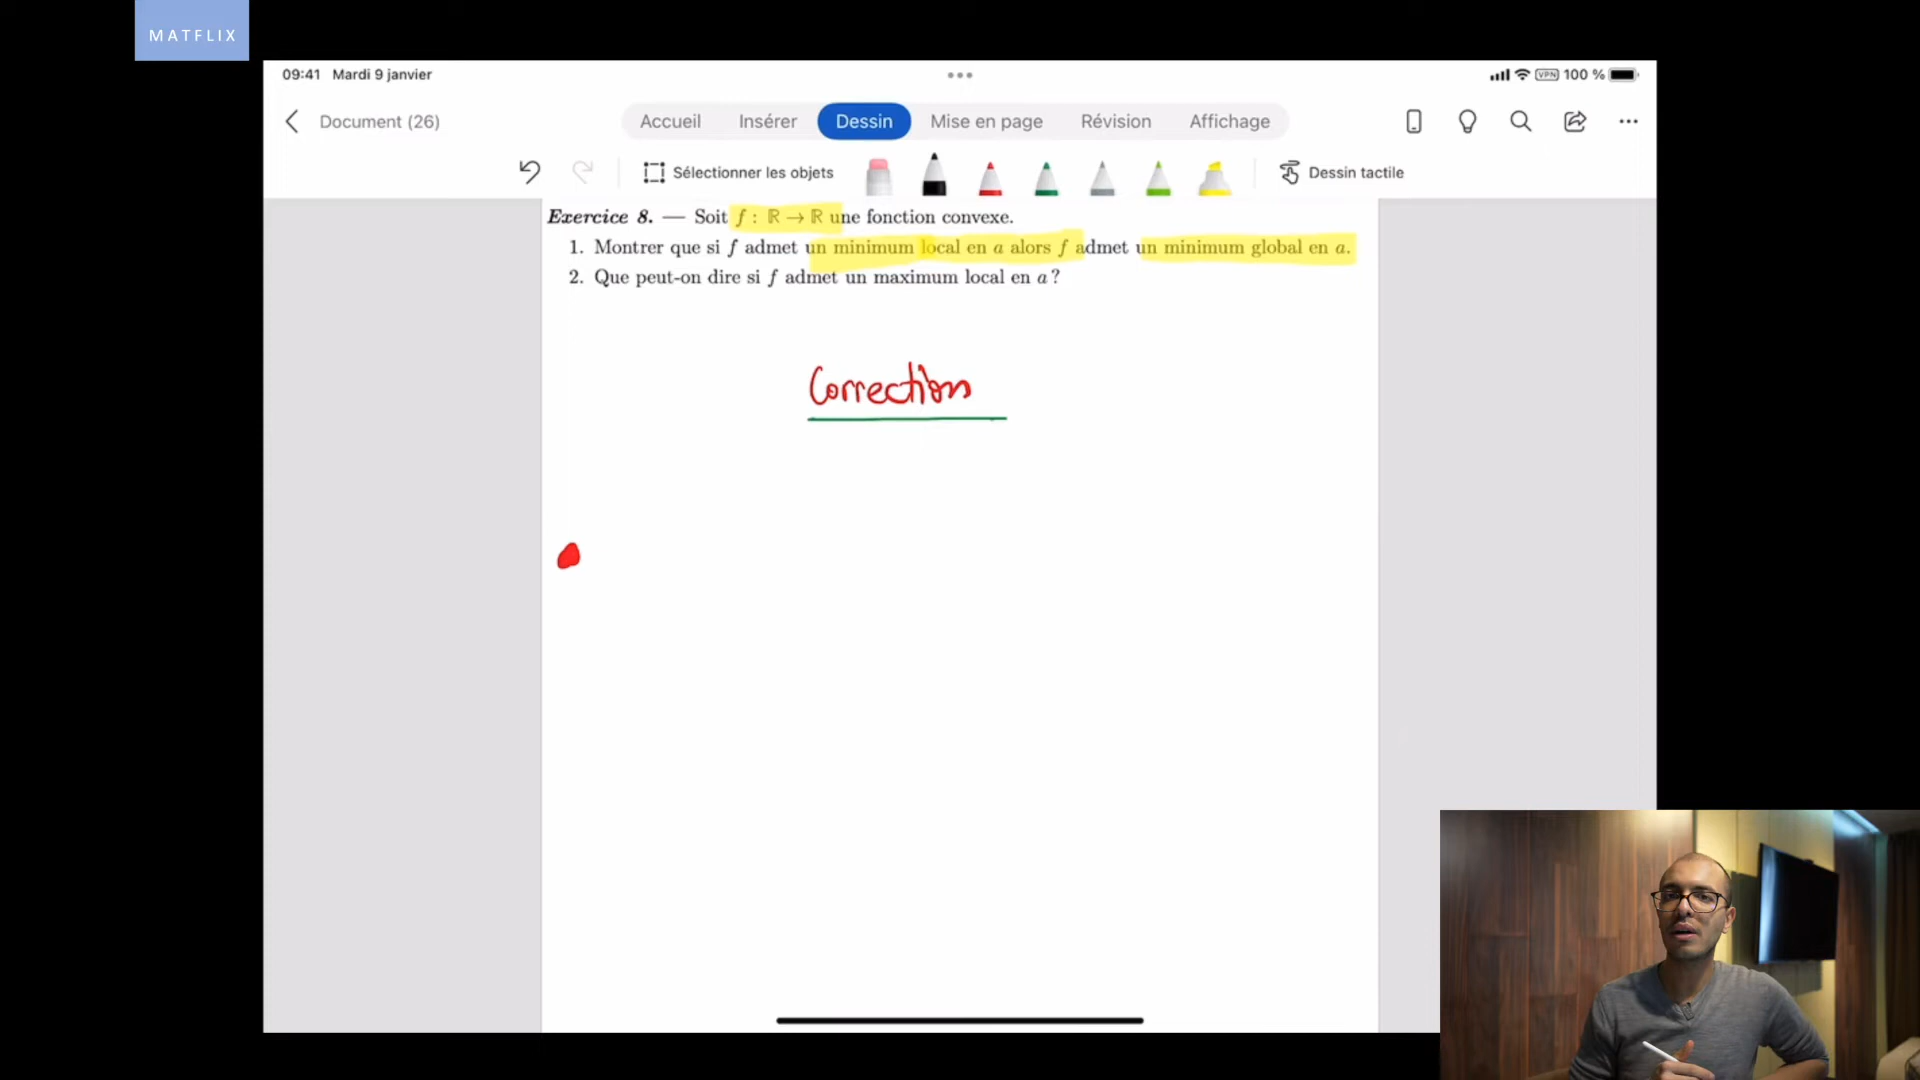 MATFLIX
09:41 Mardi 9 janvier
VPN 100 %
Document (26)
Accueil Insérer Dessin Mise en page Révision Affichage
Sélectionner les objets
Dessin tactile
Exercice 8. — Soit f : ℝ → ℝ une fonction convexe.
1. Montrer que si f admet un minimum local en a alors f admet un minimum global en a.
2. Que peut-on dire si f admet un maximum local en a ?
Correction